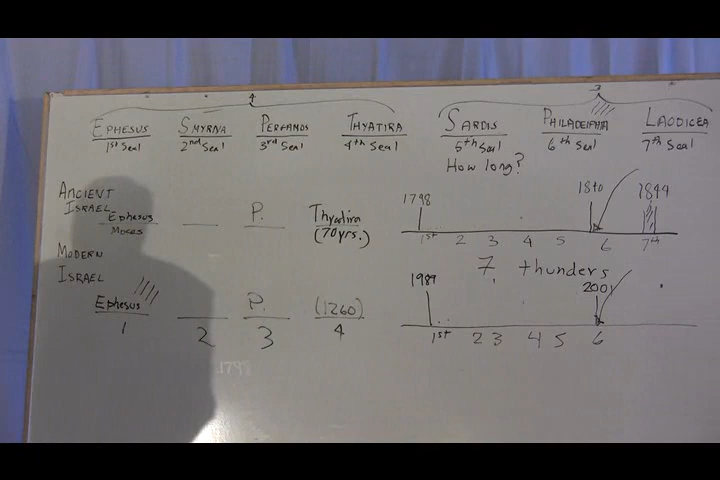 4 3
EPHESUS SMYRNA PERGAMOS THYATIRA SARDIS PHILADELPHIA LAODICEA
1st Seal 2nd Seal 3rd Seal 4th Seal 5th Seal 6th Seal 7th Seal
How long?
ANCIENT
ISRAEL
Ephesus P. Thyatira 1798 1840 1844
Moses (70yrs.) 1st 2 3 4 5 6 7th
MODERN
ISRAEL
7 thunders
1989 2001
Ephesus P. (1260)
1 2 3 4 1st 2 3 4 5 6
1798